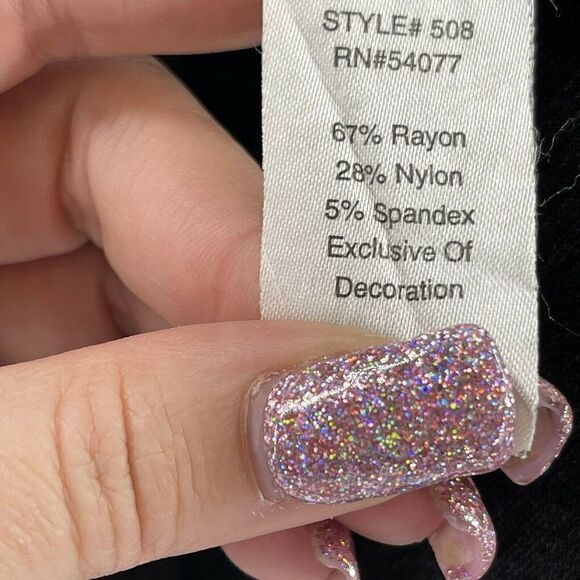 STYLE# 508
RN#54077
67% Rayon
28% Nylon
5% Spandex
Exclusive Of
Decoration